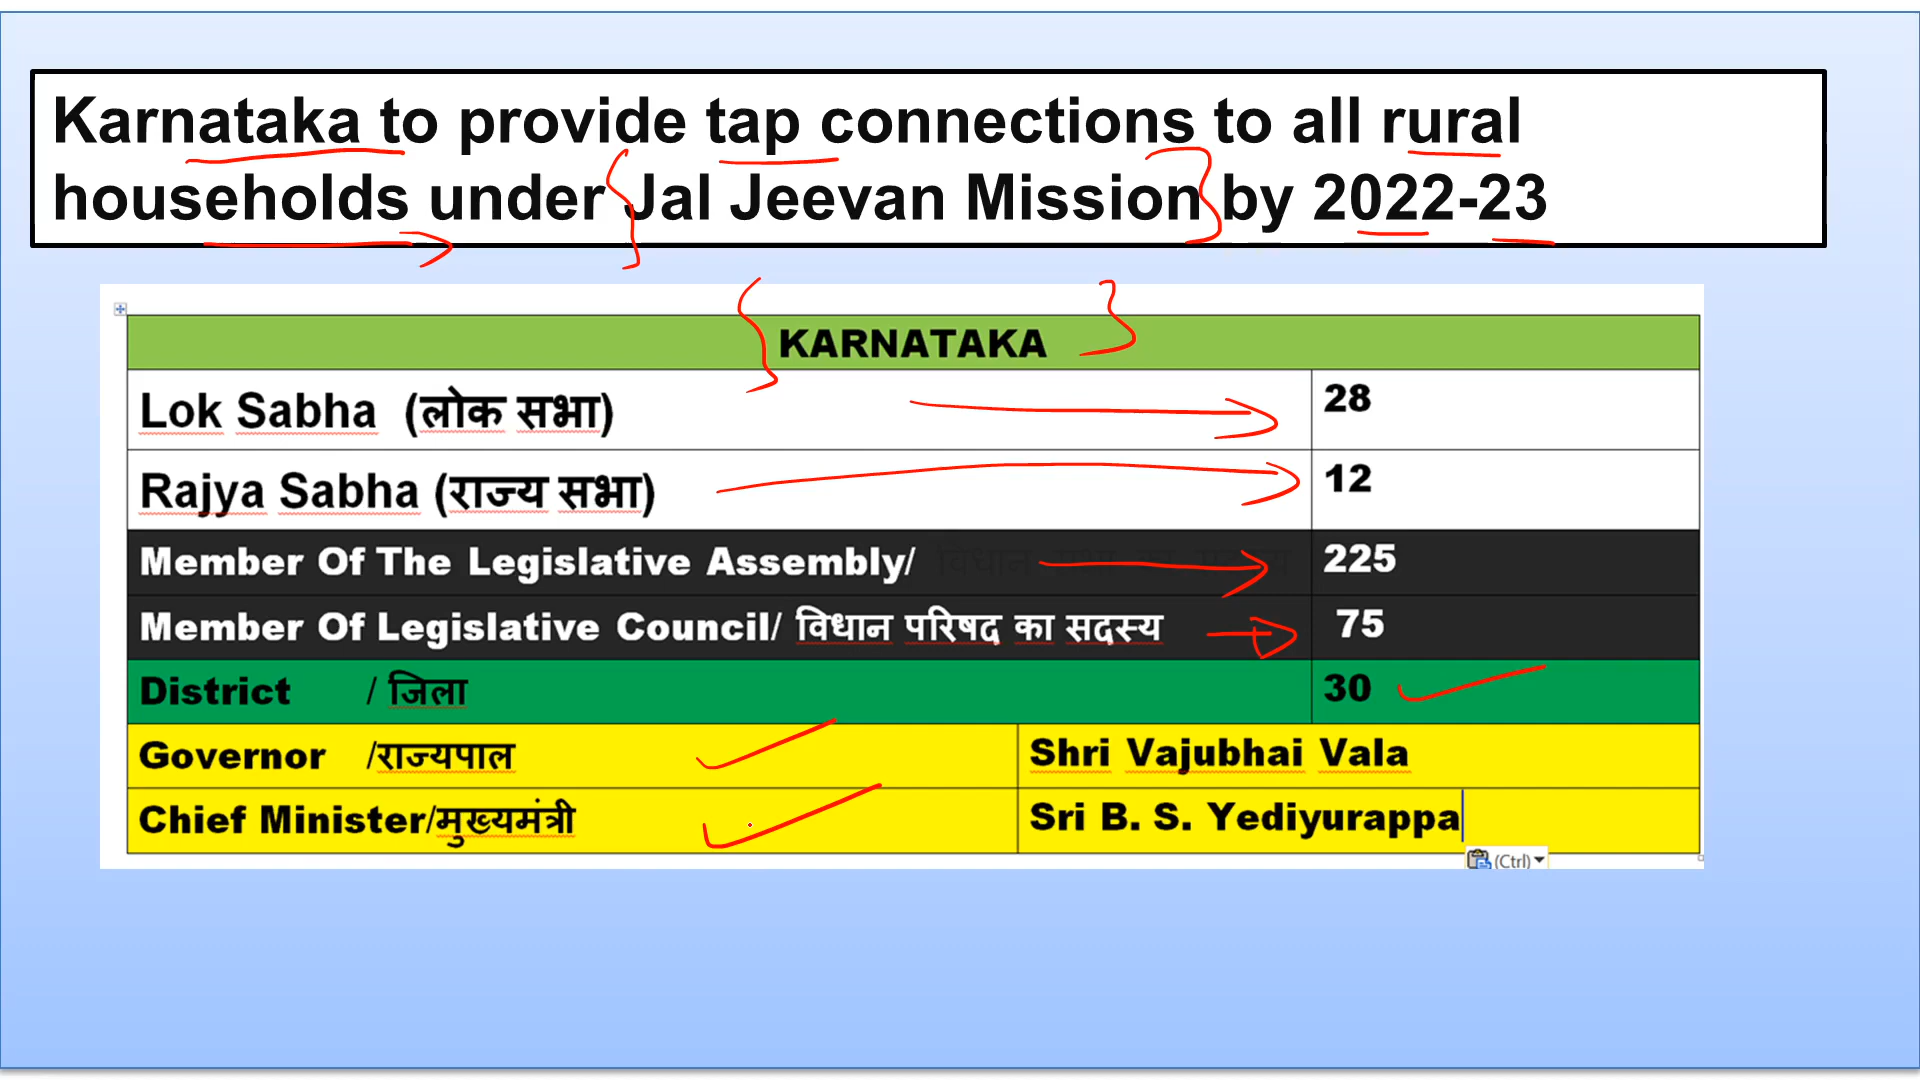 Karnataka to provide tap connections to all rural
households under Jal Jeevan Mission by 2022-23
KARNATAKA
Lok Sabha (लोक सभा) 28
Rajya Sabha (राज्य सभा) 12
Member Of The Legislative Assembly/ विधान सभा का सदस्य 225
Member Of Legislative Council/ विधान परिषद का सदस्य 75
District / जिला 30
Governor /राज्यपाल Shri Vajubhai Vala
Chief Minister/मुख्यमंत्री Sri B. S. Yediyurappa
(Ctrl)